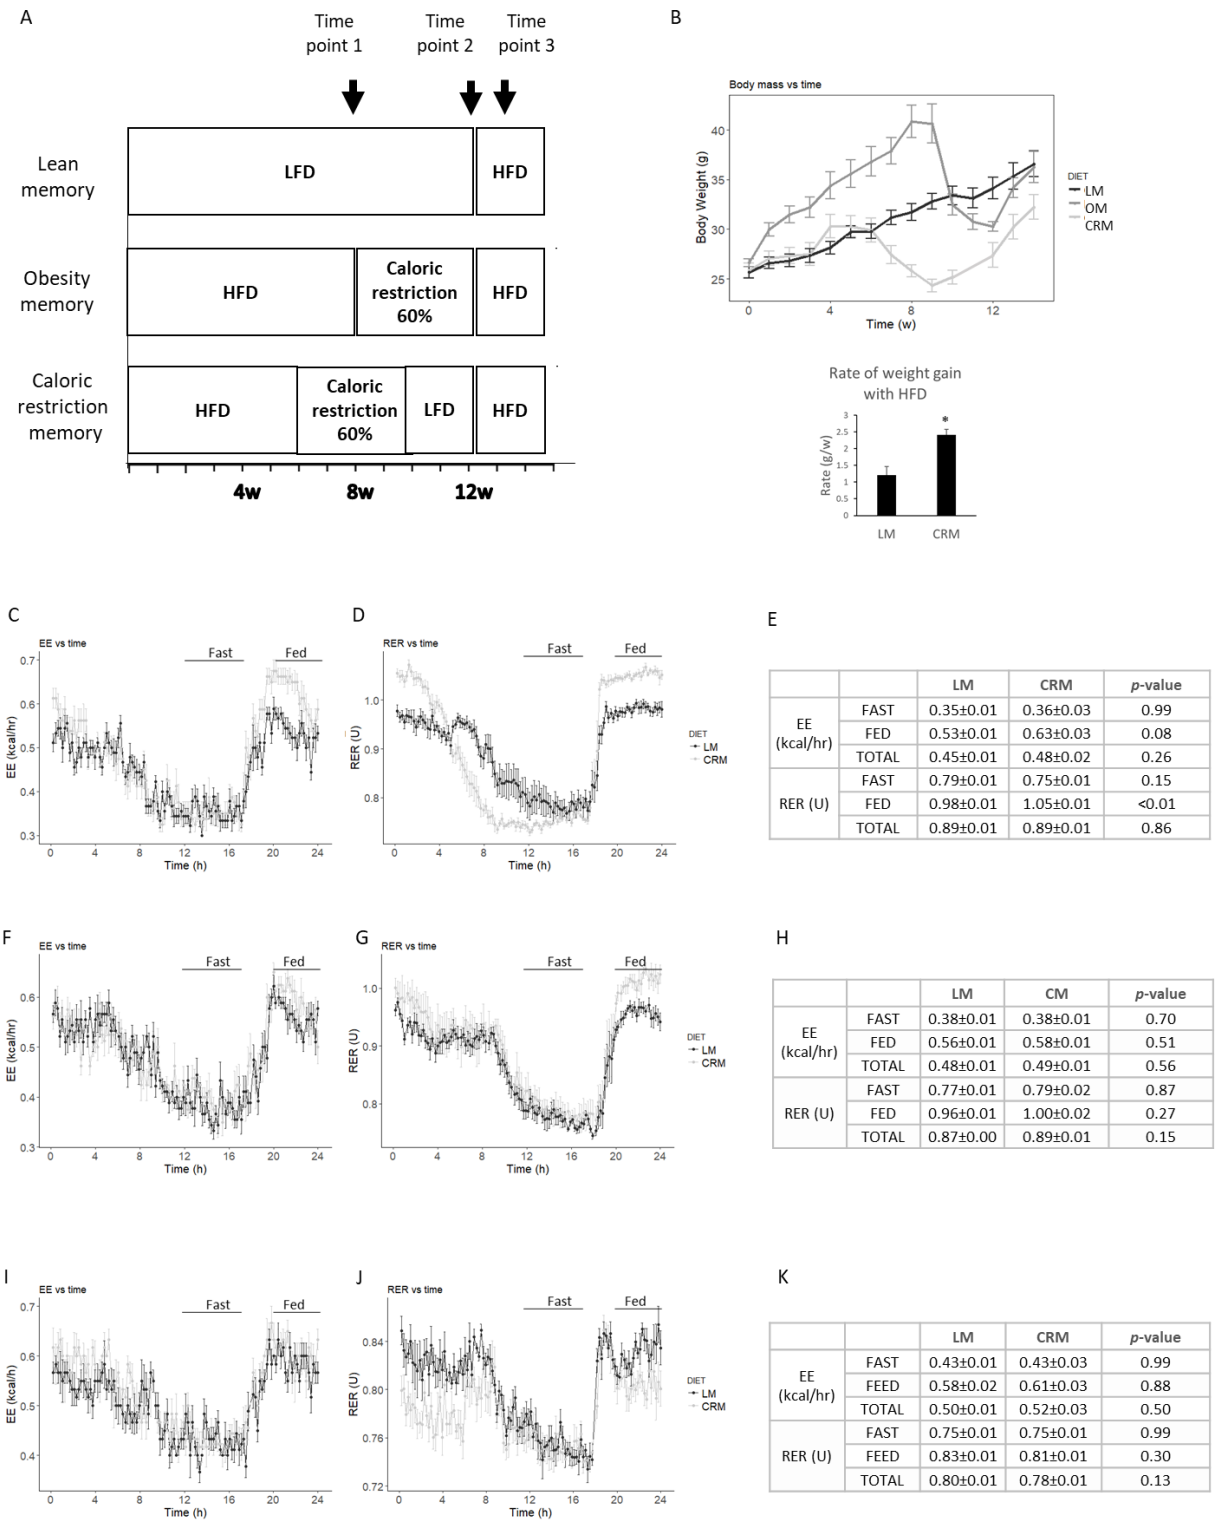 A
Time
point 1
Time
point 2
Time
point 3
Lean
memory
LFD
HFD
Obesity
memory
HFD
Caloric
restriction
60%
HFD
Caloric
restriction
memory
HFD
Caloric
restriction
60%
LFD
HFD
4w
8w
12w
B
Body mass vs time
Body Weight (g)
40
35
30
25
0
4
8
12
Time (w)
DIET
LM
OM
CRM
Rate of weight gain
with HFD
Rate (g/w)
3
2.5
2
1.5
1
0.5
0
*
LM
CRM
C
EE vs time
EE (kcal/hr)
0.7
0.6
0.5
0.4
0.3
Fast
Fed
0 4 8 12 16 20 24
Time (h)
D
RER vs time
RER (U)
1.0
0.9
0.8
Fast
Fed
0 4 8 12 16 20 24
Time (h)
DIET
LM
CRM
E
LM CRM p-value
EE
(kcal/hr)
FAST 0.35±0.01 0.36±0.03 0.99
FED 0.53±0.01 0.63±0.03 0.08
TOTAL 0.45±0.01 0.48±0.02 0.26
RER (U)
FAST 0.79±0.01 0.75±0.01 0.15
FED 0.98±0.01 1.05±0.01 <0.01
TOTAL 0.89±0.01 0.89±0.01 0.86
F
EE vs time
EE (kcal/hr)
0.6
0.5
0.4
0.3
Fast
Fed
0 4 8 12 16 20 24
Time (h)
G
RER vs time
RER (U)
1.0
0.9
0.8
Fast
Fed
0 4 8 12 16 20 24
Time (h)
DIET
LM
CRM
H
LM CM p-value
EE
(kcal/hr)
FAST 0.38±0.01 0.38±0.01 0.70
FED 0.56±0.01 0.58±0.01 0.51
TOTAL 0.48±0.01 0.49±0.01 0.56
RER (U)
FAST 0.77±0.01 0.79±0.02 0.87
FED 0.96±0.01 1.00±0.02 0.27
TOTAL 0.87±0.00 0.89±0.01 0.15
I
EE vs time
EE (kcal/hr)
0.7
0.6
0.5
0.4
Fast
Fed
0 4 8 12 16 20 24
Time (h)
J
RER vs time
RER (U)
0.84
0.80
0.76
0.72
Fast
Fed
0 4 8 12 16 20 24
Time (h)
DIET
LM
CRM
K
LM CRM p-value
EE
(kcal/hr)
FAST 0.43±0.01 0.43±0.03 0.99
FEED 0.58±0.02 0.61±0.03 0.88
TOTAL 0.50±0.01 0.52±0.03 0.50
RER (U)
FAST 0.75±0.01 0.75±0.01 0.99
FEED 0.83±0.01 0.81±0.01 0.30
TOTAL 0.80±0.01 0.78±0.01 0.13